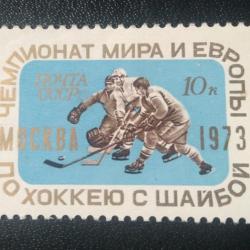 ЧЕМПИОНАТ МИРА И ЕВРОПЫ
ПО ХОККЕЮ С ШАЙБОЙ
ПОЧТА
СССР
10к
МОСКВА 1973